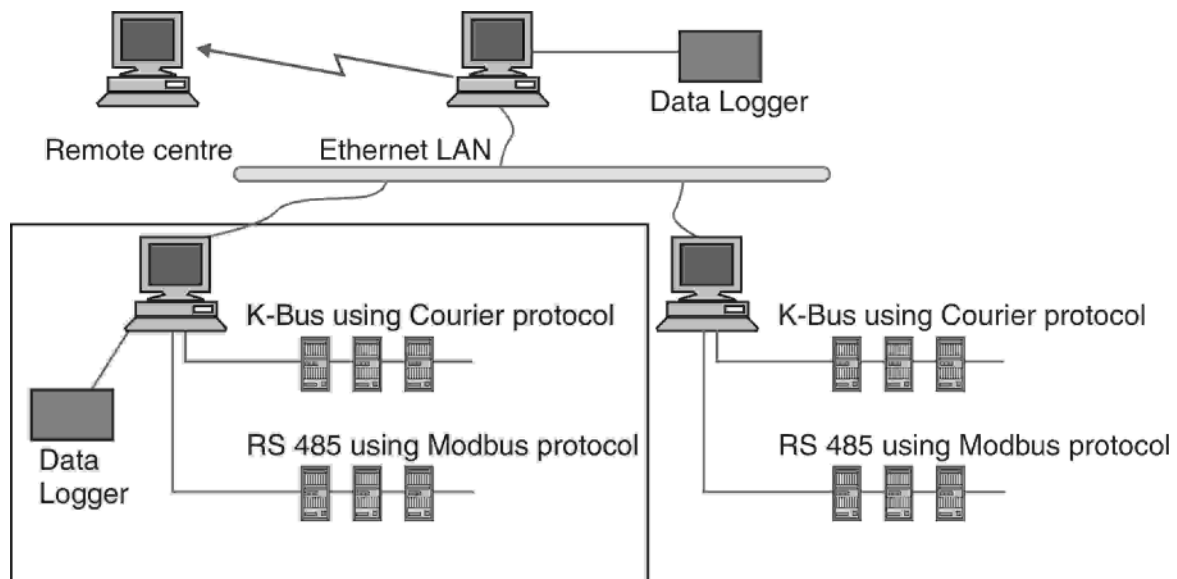 Data Logger
Remote centre
Ethernet LAN
K-Bus using Courier protocol
K-Bus using Courier protocol
Data
Logger
RS 485 using Modbus protocol
RS 485 using Modbus protocol